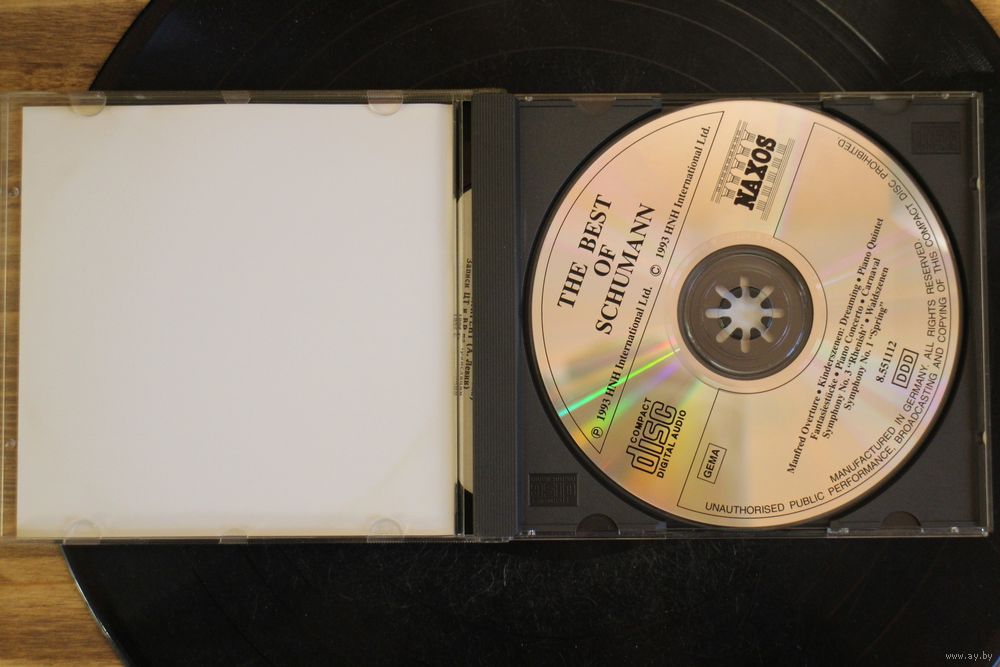 THE BEST
OF
SCHUMANN
℗ 1993 HNH International Ltd. © 1993 HNH International Ltd.
NAXOS
Manfred Overture • Kinderszenen: Dreaming • Piano Quintet
Fantasiestücke • Piano Concerto • Carnaval
Symphony No. 3 "Rhenish" • Waldszenen
Symphony No. 1 "Spring"
8.551112
DDD
COMPACT
disc
DIGITAL AUDIO
GEMA
MANUFACTURED IN GERMANY. ALL RIGHTS RESERVED.
UNAUTHORISED PUBLIC PERFORMANCE, BROADCASTING AND COPYING OF THIS COMPACT DISC PROHIBITED.
Записи ЦТ и
www.ay.by